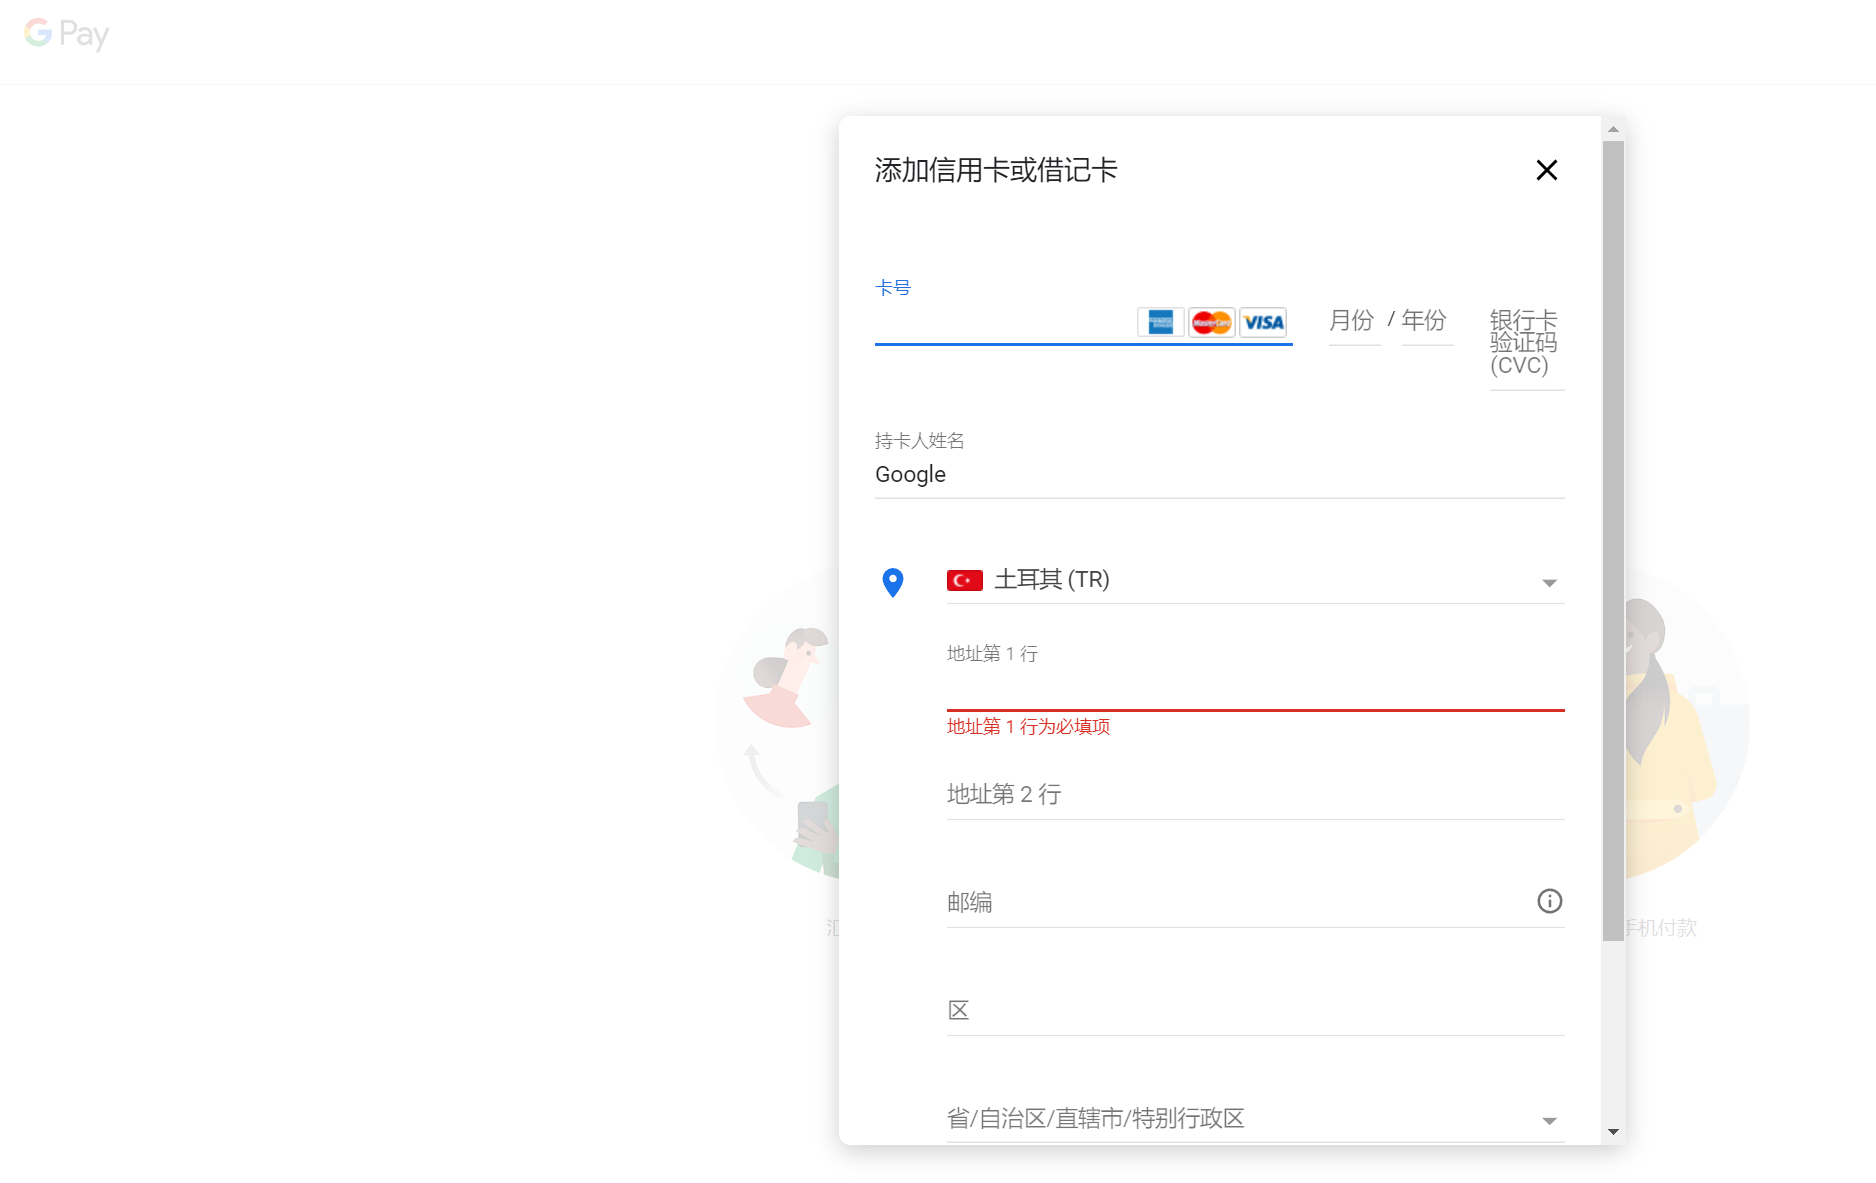 G Pay
添加信用卡或借记卡
卡号
MasterCard
VISA
月份 / 年份
银行卡
验证码
(CVC)
持卡人姓名
Google
土耳其 (TR)
地址第 1 行
地址第 1 行为必填项
地址第 2 行
邮编
手机付款
区
省/自治区/直辖市/特别行政区